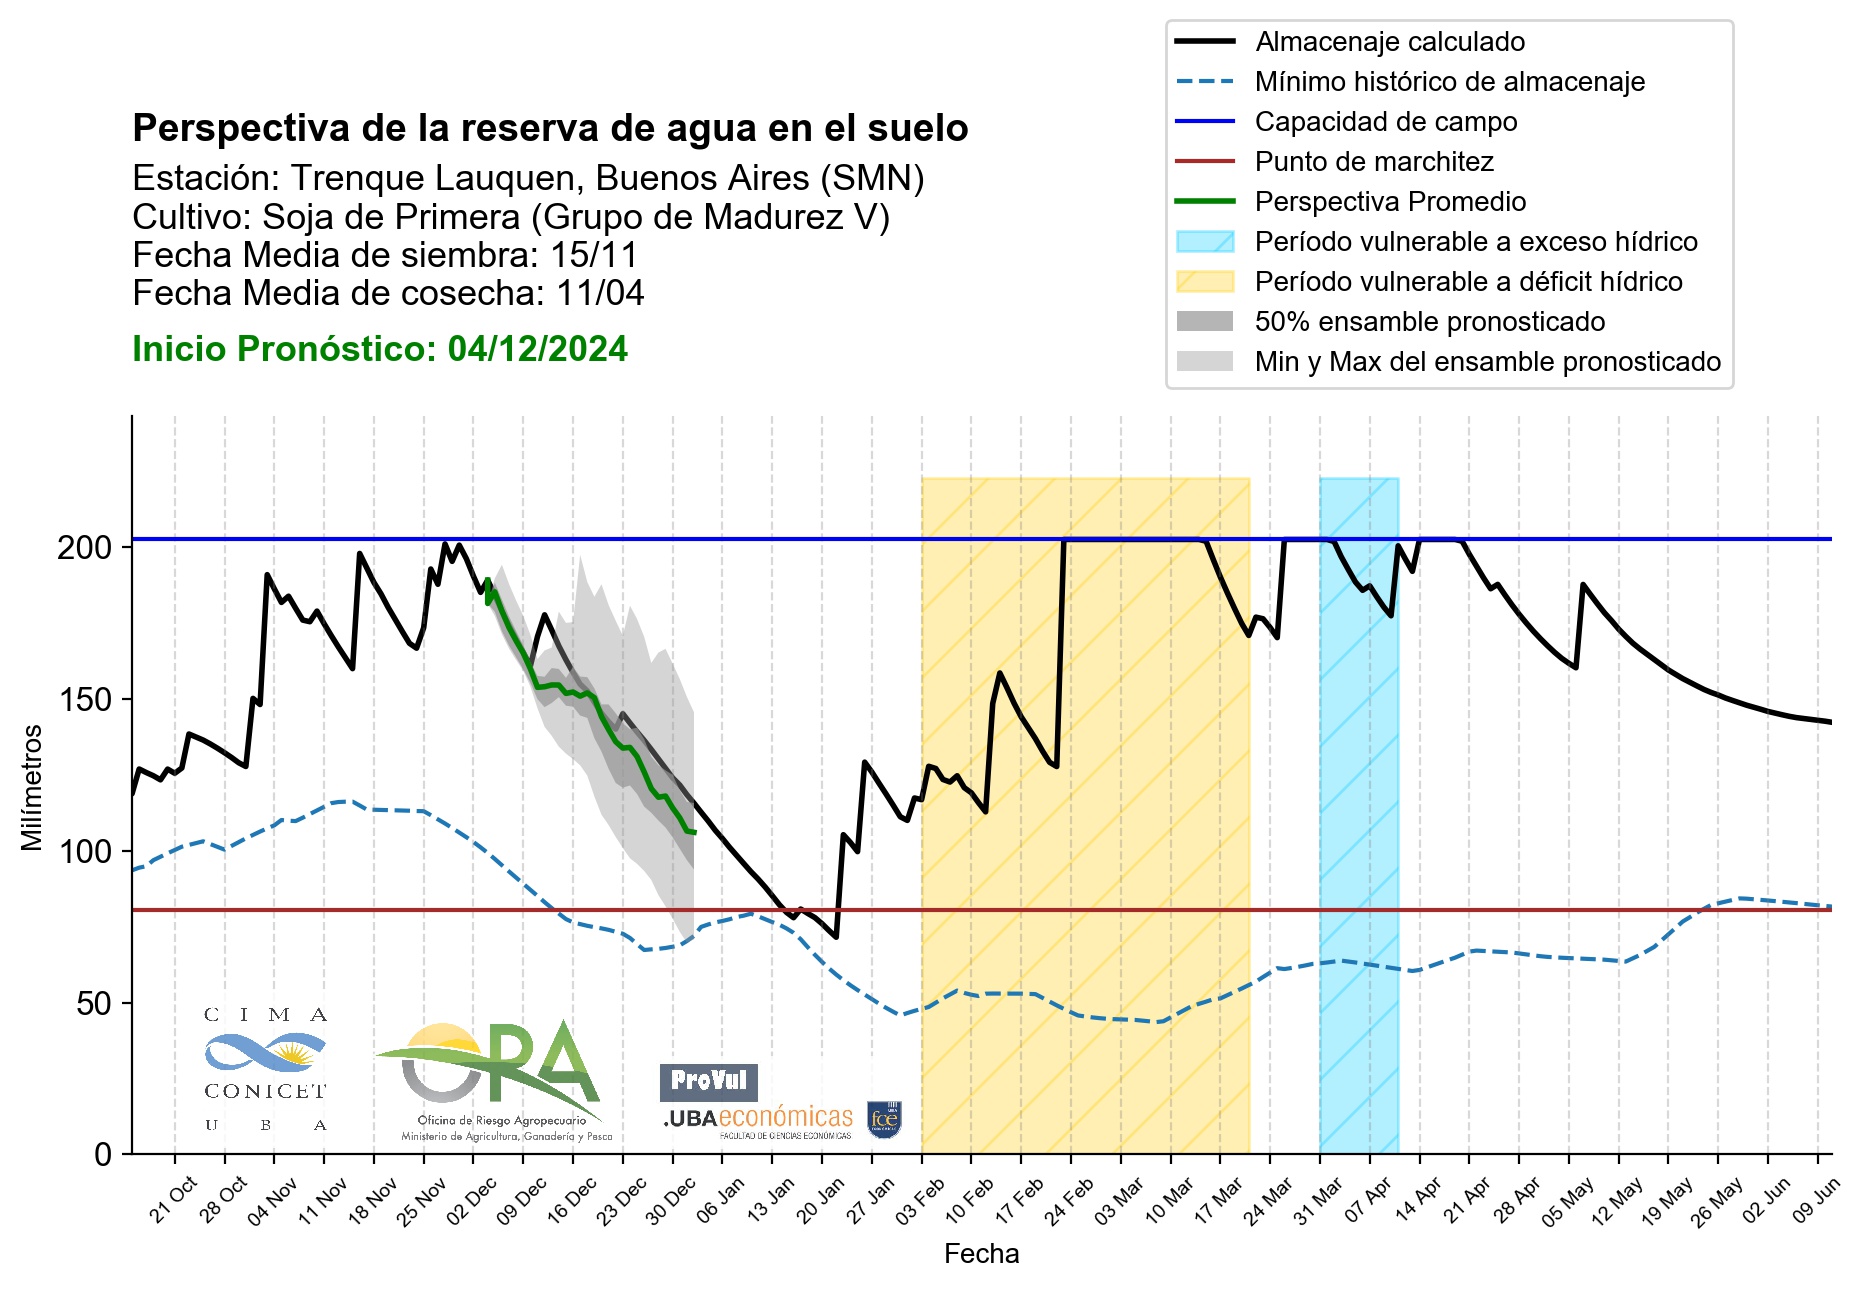 Almacenaje calculado
Mínimo histórico de almacenaje
Capacidad de campo
Punto de marchitez
Perspectiva Promedio
Período vulnerable a exceso hídrico
Período vulnerable a déficit hídrico
50% ensamble pronosticado
Min y Max del ensamble pronosticado
Perspectiva de la reserva de agua en el suelo
Estación: Trenque Lauquen, Buenos Aires (SMN)
Cultivo: Soja de Primera (Grupo de Madurez V)
Fecha Media de siembra: 15/11
Fecha Media de cosecha: 11/04
Inicio Pronóstico: 04/12/2024
Milímetros
200
150
100
50
0
CIMA
CONICET
UBA
ORA
Oficina de Riesgo Agropecuario
Ministerio de Agricultura, Ganadería y Pesca
ProVul
.UBAeconómicas
FACULTAD DE CIENCIAS ECONÓMICAS
fce
21 Oct
28 Oct
04 Nov
11 Nov
18 Nov
25 Nov
02 Dec
09 Dec
16 Dec
23 Dec
30 Dec
06 Jan
13 Jan
20 Jan
27 Jan
03 Feb
10 Feb
17 Feb
24 Feb
03 Mar
10 Mar
17 Mar
24 Mar
31 Mar
07 Apr
14 Apr
21 Apr
28 Apr
05 May
12 May
19 May
26 May
02 Jun
09 Jun
Fecha